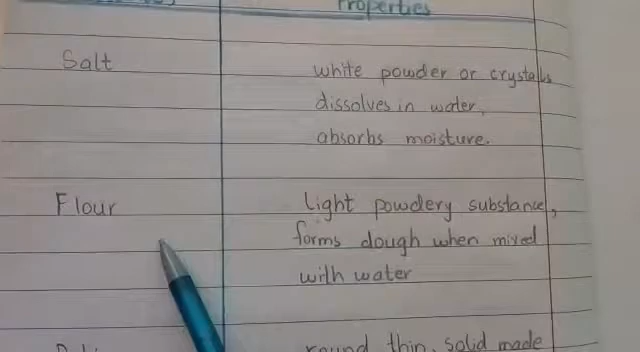 Properties
Salt
white powder or crystals
dissolves in water,
absorbs moisture.
Flour
Light powdery substance,
forms dough when mixed
with water
round thin, solid made